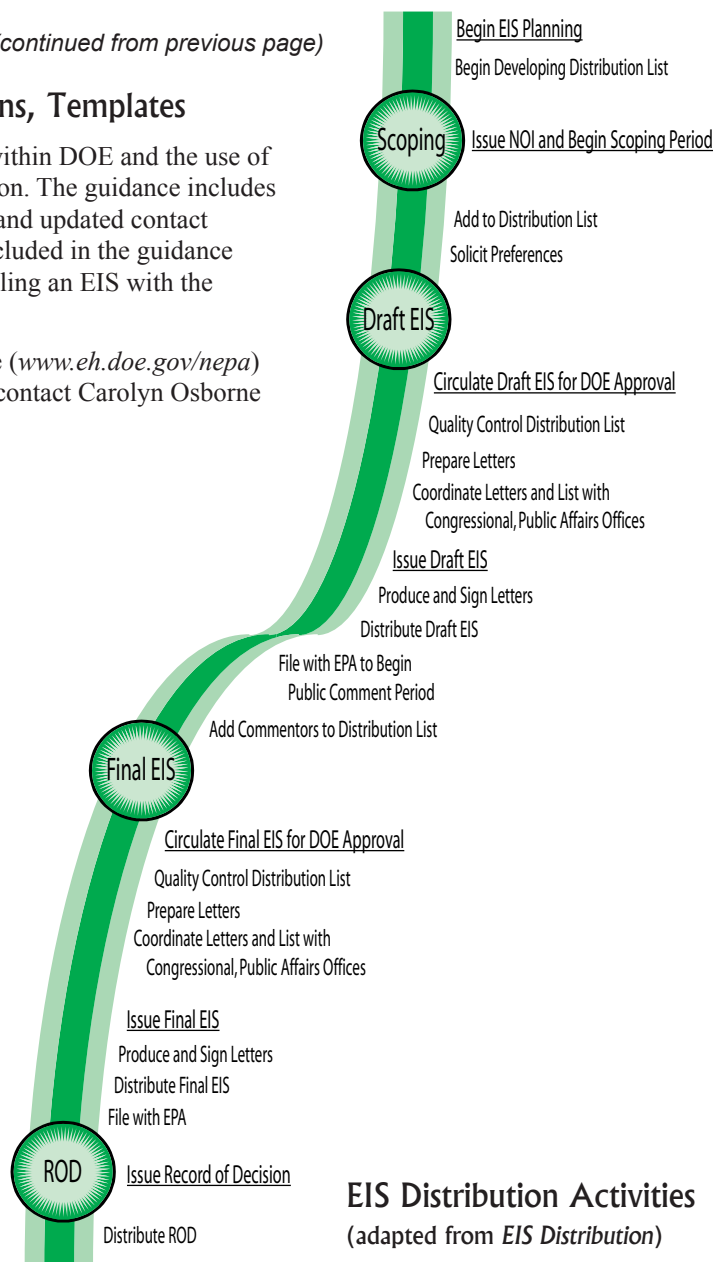 continued from previous page)
ns, Templates
within DOE and the use of
on. The guidance includes
and updated contact
cluded in the guidance
ling an EIS with the
e (www.eh.doe.gov/nepa)
contact Carolyn Osborne
Begin EIS Planning
Begin Developing Distribution List
Scoping
Issue NOI and Begin Scoping Period
Add to Distribution List
Solicit Preferences
Draft EIS
Circulate Draft EIS for DOE Approval
Quality Control Distribution List
Prepare Letters
Coordinate Letters and List with
Congressional, Public Affairs Offices
Issue Draft EIS
Produce and Sign Letters
Distribute Draft EIS
File with EPA to Begin
Public Comment Period
Add Commentors to Distribution List
Final EIS
Circulate Final EIS for DOE Approval
Quality Control Distribution List
Prepare Letters
Coordinate Letters and List with
Congressional, Public Affairs Offices
Issue Final EIS
Produce and Sign Letters
Distribute Final EIS
File with EPA
ROD
Issue Record of Decision
Distribute ROD
EIS Distribution Activities
(adapted from EIS Distribution)